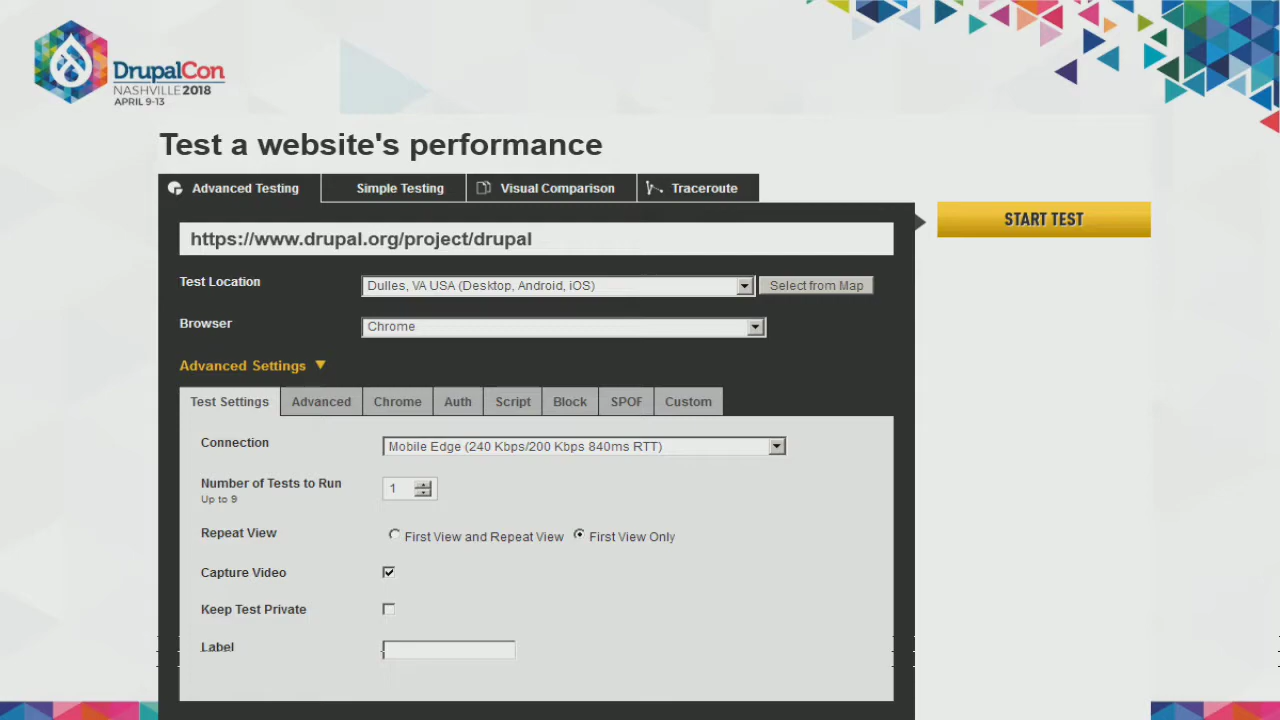 DrupalCon
NASHVILLE 2018
APRIL 9-13
Test a website's performance
Advanced Testing
Simple Testing
Visual Comparison
Traceroute
https://www.drupal.org/project/drupal
START TEST
Test Location
Dulles, VA USA (Desktop, Android, iOS)
Select from Map
Browser
Chrome
Advanced Settings
Test Settings
Advanced
Chrome
Auth
Script
Block
SPOF
Custom
Connection
Mobile Edge (240 Kbps/200 Kbps 840ms RTT)
Number of Tests to Run
Up to 9
1
Repeat View
First View and Repeat View
First View Only
Capture Video
Keep Test Private
Label